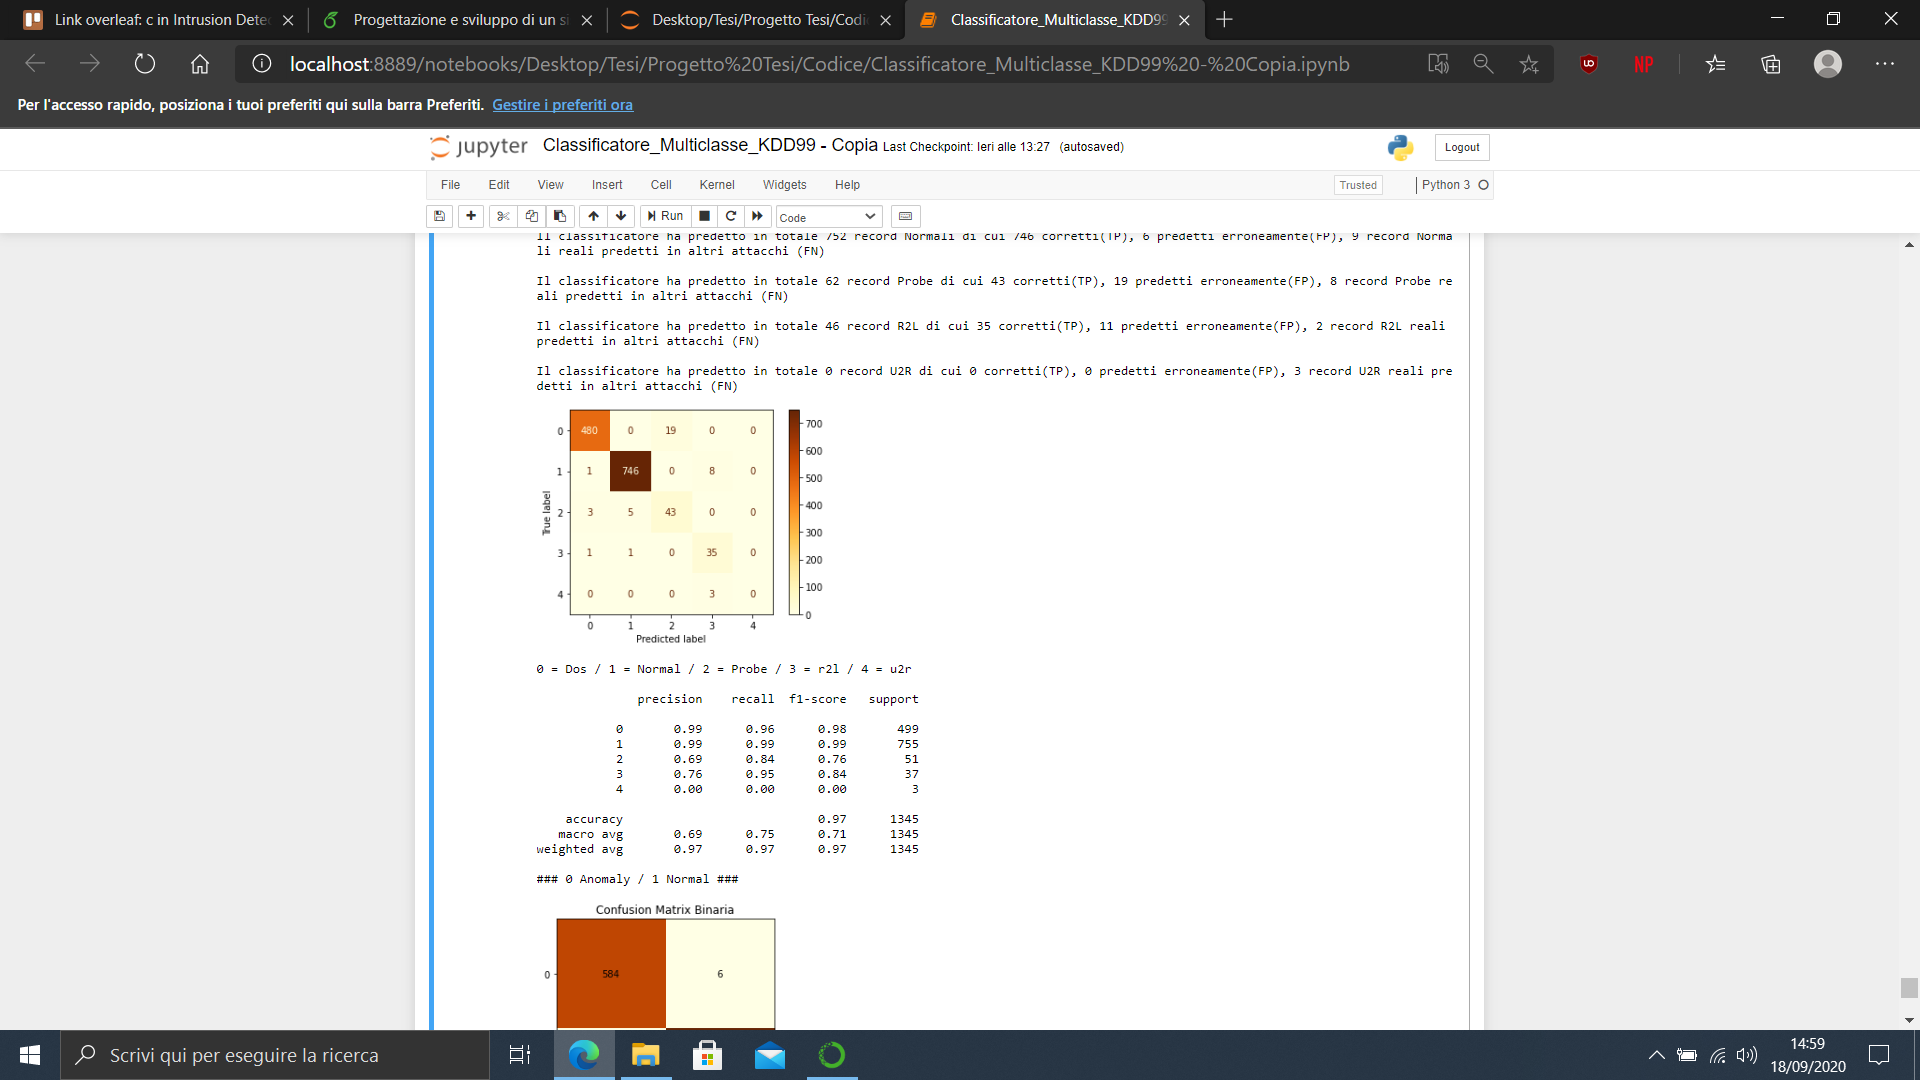 Link overleaf: c in Intrusion Dete
Progettazione e sviluppo di un si
Desktop/Tesi/Progetto Tesi/Codic
Classificatore_Multiclasse_KDD99
localhost:8889/notebooks/Desktop/Tesi/Progetto%20Tesi/Codice/Classificatore_Multiclasse_KDD99%20-%20Copia.ipynb
NP
Per l'accesso rapido, posiziona i tuoi preferiti qui sulla barra Preferiti. Gestire i preferiti ora
jupyter Classificatore_Multiclasse_KDD99 - Copia Last Checkpoint: Ieri alle 13:27 (autosaved)
Logout
File Edit View Insert Cell Kernel Widgets Help
Trusted
Python 3
Run
Code
Il classificatore ha predetto in totale 752 record Normali di cui 746 corretti(TP), 6 predetti erroneamente(FP), 9 record Norma
li reali predetti in altri attacchi (FN)
Il classificatore ha predetto in totale 62 record Probe di cui 43 corretti(TP), 19 predetti erroneamente(FP), 8 record Probe re
ali predetti in altri attacchi (FN)
Il classificatore ha predetto in totale 46 record R2L di cui 35 corretti(TP), 11 predetti erroneamente(FP), 2 record R2L reali
predetti in altri attacchi (FN)
Il classificatore ha predetto in totale 0 record U2R di cui 0 corretti(TP), 0 predetti erroneamente(FP), 3 record U2R reali pre
detti in altri attacchi (FN)
True label
0 480 0 19 0 0
1 1 746 0 8 0
2 3 5 43 0 0
3 1 1 0 35 0
4 0 0 0 3 0
0 1 2 3 4
Predicted label
700
600
500
400
300
200
100
0
0 = Dos / 1 = Normal / 2 = Probe / 3 = r2l / 4 = u2r
precision recall f1-score support
0 0.99 0.96 0.98 499
1 0.99 0.99 0.99 755
2 0.69 0.84 0.76 51
3 0.76 0.95 0.84 37
4 0.00 0.00 0.00 3
accuracy 0.97 1345
macro avg 0.69 0.75 0.71 1345
weighted avg 0.97 0.97 0.97 1345
### 0 Anomaly / 1 Normal ###
Confusion Matrix Binaria
0 584 6
Scrivi qui per eseguire la ricerca
14:59
18/09/2020